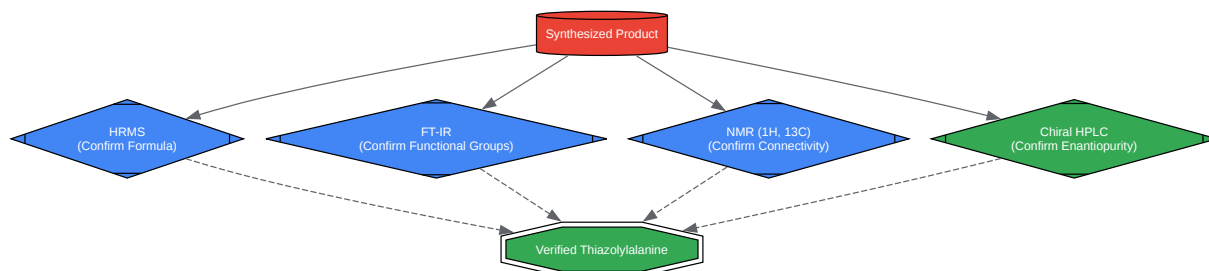 Synthesized Product
HRMS
(Confirm Formula)
FT-IR
(Confirm Functional Groups)
NMR (1H, 13C)
(Confirm Connectivity)
Chiral HPLC
(Confirm Enantiopurity)
Verified Thiazolylalanine